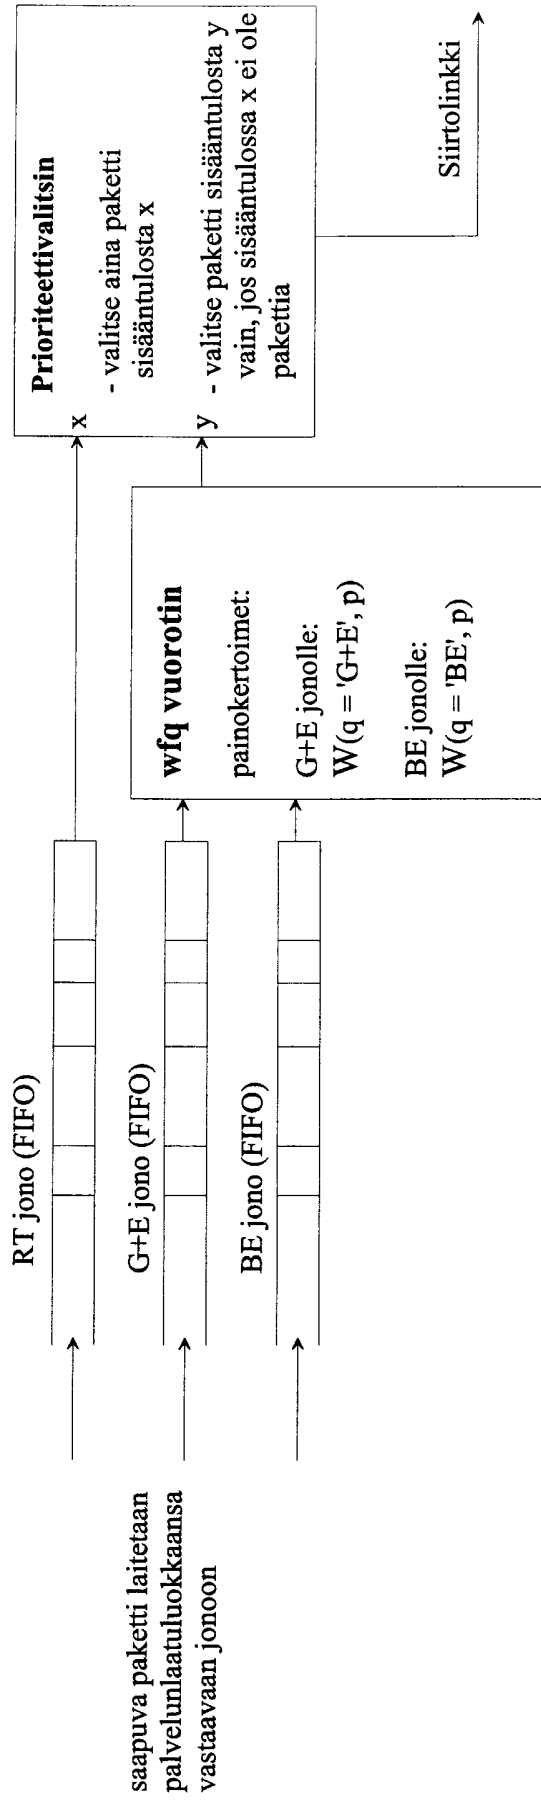 saapuva paketti laitetaan
palvelunlaatuluokkaansa
vastaavaan jonoon
RT jono (FIFO)
G+E jono (FIFO)
BE jono (FIFO)
wfq vuorotin
painokertoimet:
G+E jonolle:
W(q = 'G+E', p)
BE jonolle:
W(q = 'BE', p)
Prioriteettivalitsin
x
- valitse aina paketti
sisääntulosta x
y - valitse paketti sisääntulosta y
vain, jos sisääntulossa x ei ole
pakettia
Siirtolinkki